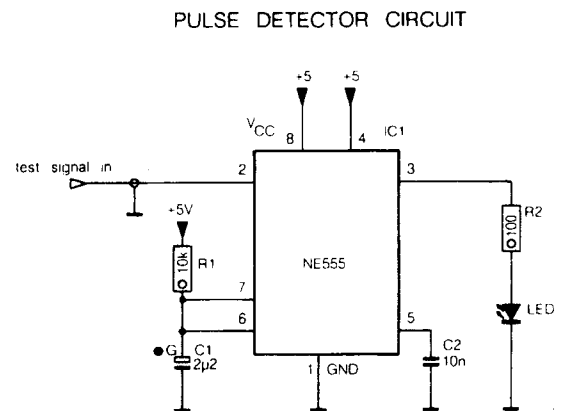 PULSE DETECTOR CIRCUIT
+5 +5
VCC 8 4 IC1
test signal in 2 3
+5V
10k R1
100 R2
NE555
7
6 5
LED
G C1
2µ2
C2
10n
1 GND